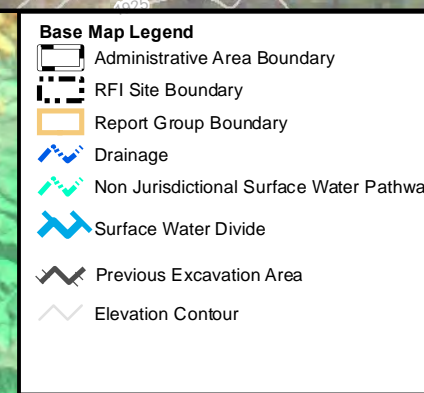 4925
Base Map Legend
Administrative Area Boundary
RFI Site Boundary
Report Group Boundary
Drainage
Non Jurisdictional Surface Water Pathwa
Surface Water Divide
Previous Excavation Area
Elevation Contour